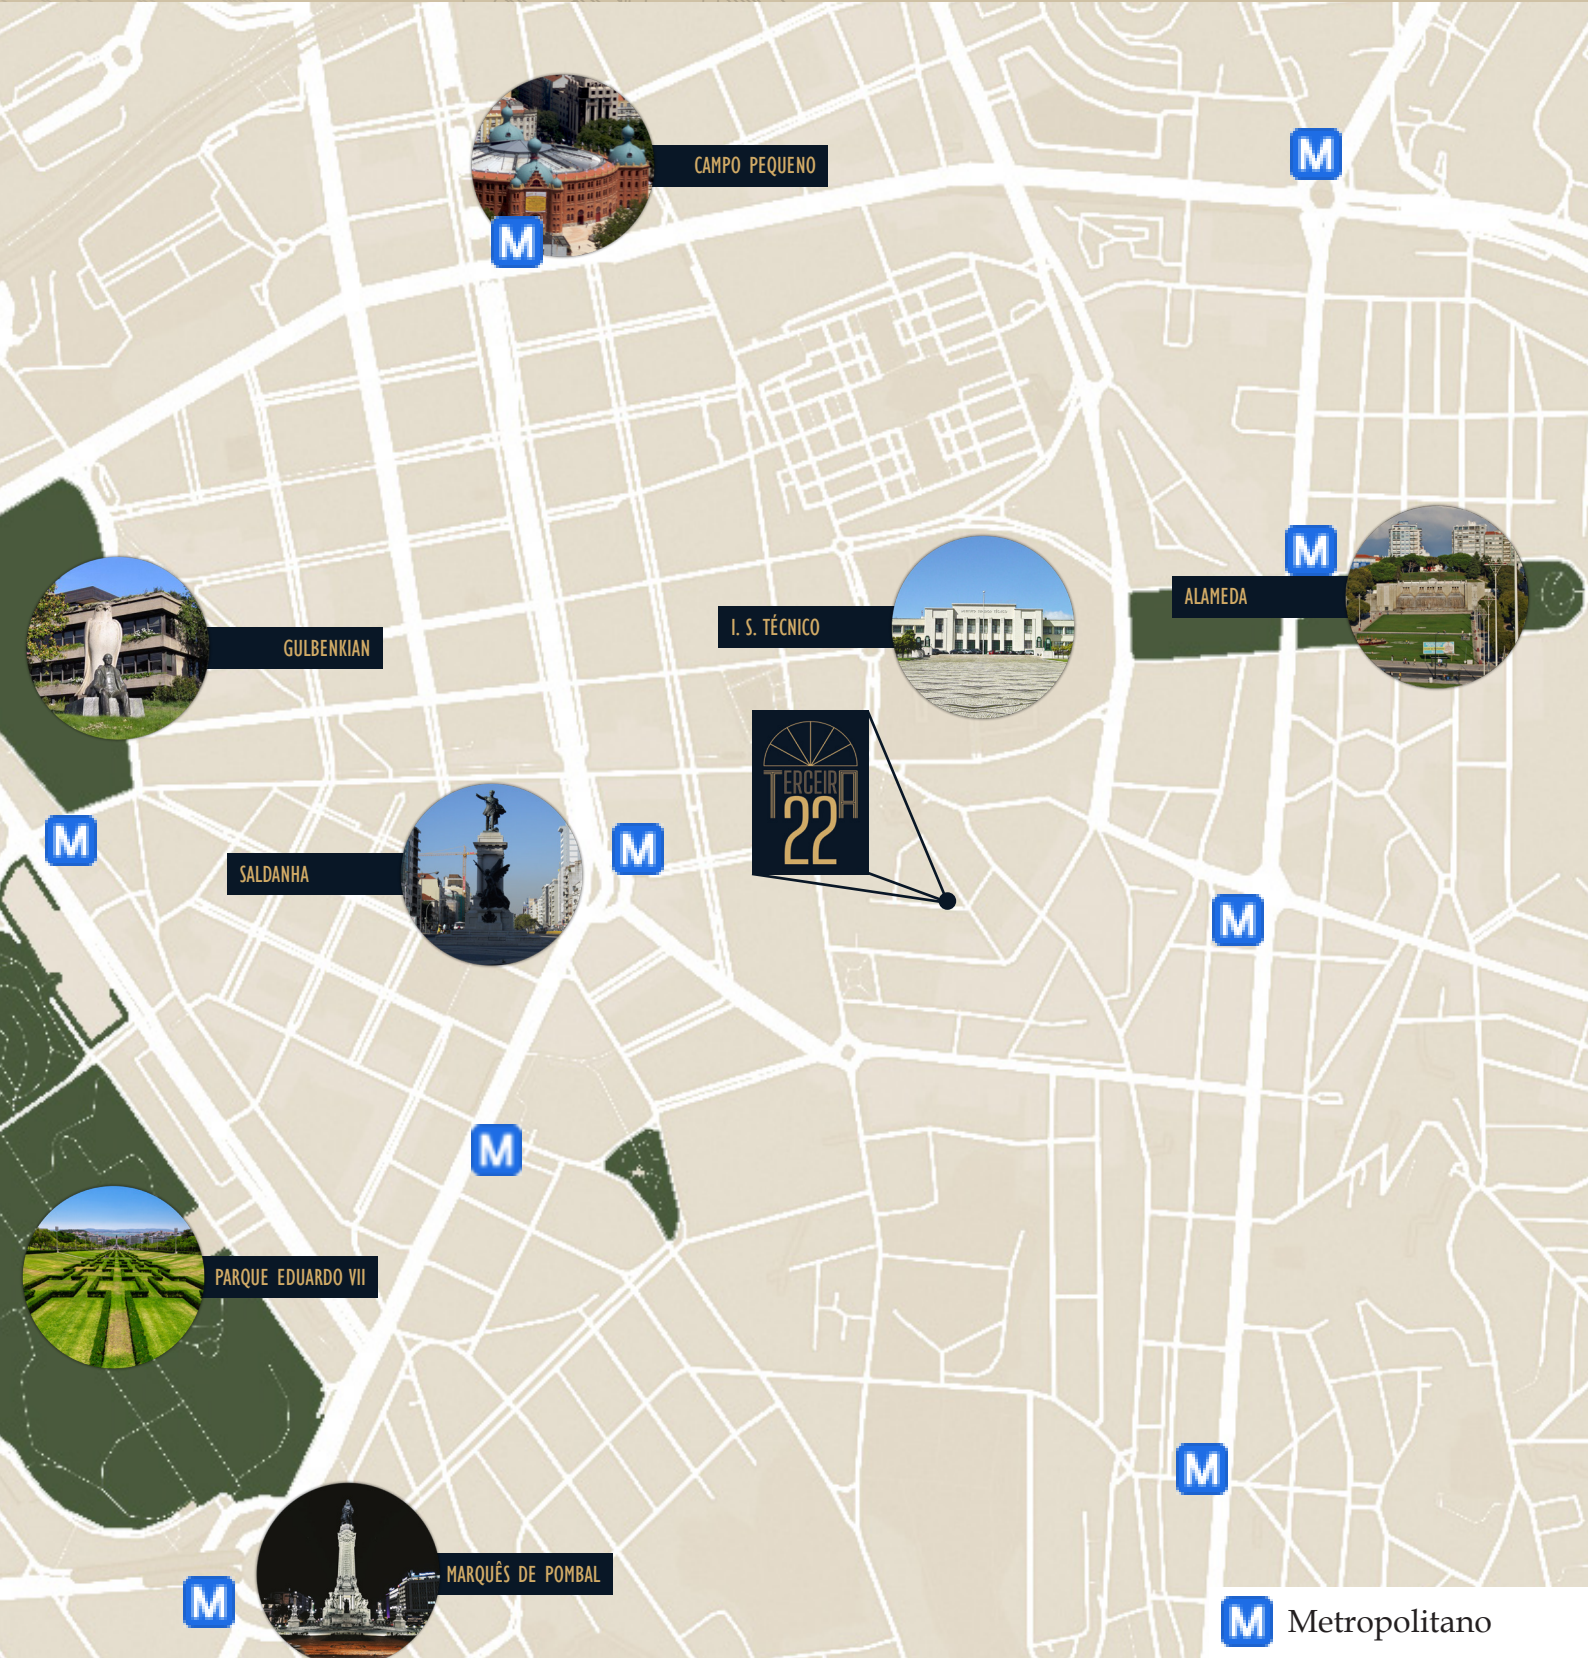 CAMPO PEQUENO
M
M
M
I. S. TÉCNICO
ALAMEDA
GULBENKIAN
TERCEIRA
22
M
SALDANHA
M
M
M
PARQUE EDUARDO VII
M
MARQUÊS DE POMBAL
M
M Metropolitano